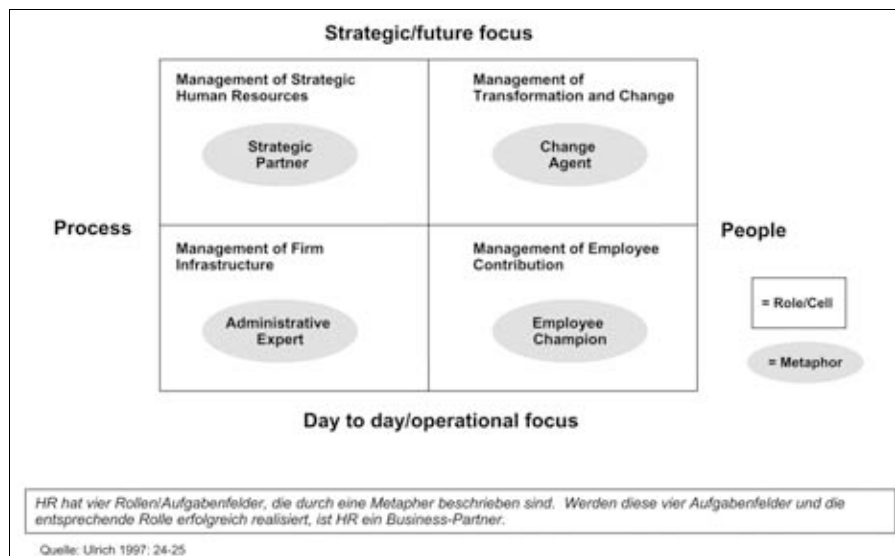 Strategic/future focus
Management of Strategic
Human Resources
Strategic
Partner
Management of
Transformation and Change
Change
Agent
Process
People
Management of Firm
Infrastructure
Administrative
Expert
Management of Employee
Contribution
Employee
Champion
= Role/Cell
= Metaphor
Day to day/operational focus
HR hat vier Rollen/Aufgabenfelder, die durch eine Metapher beschrieben sind. Werden diese vier Aufgabenfelder und die
entsprechende Rolle erfolgreich realisiert, ist HR ein Business-Partner.
Quelle: Ulrich 1997: 24-25